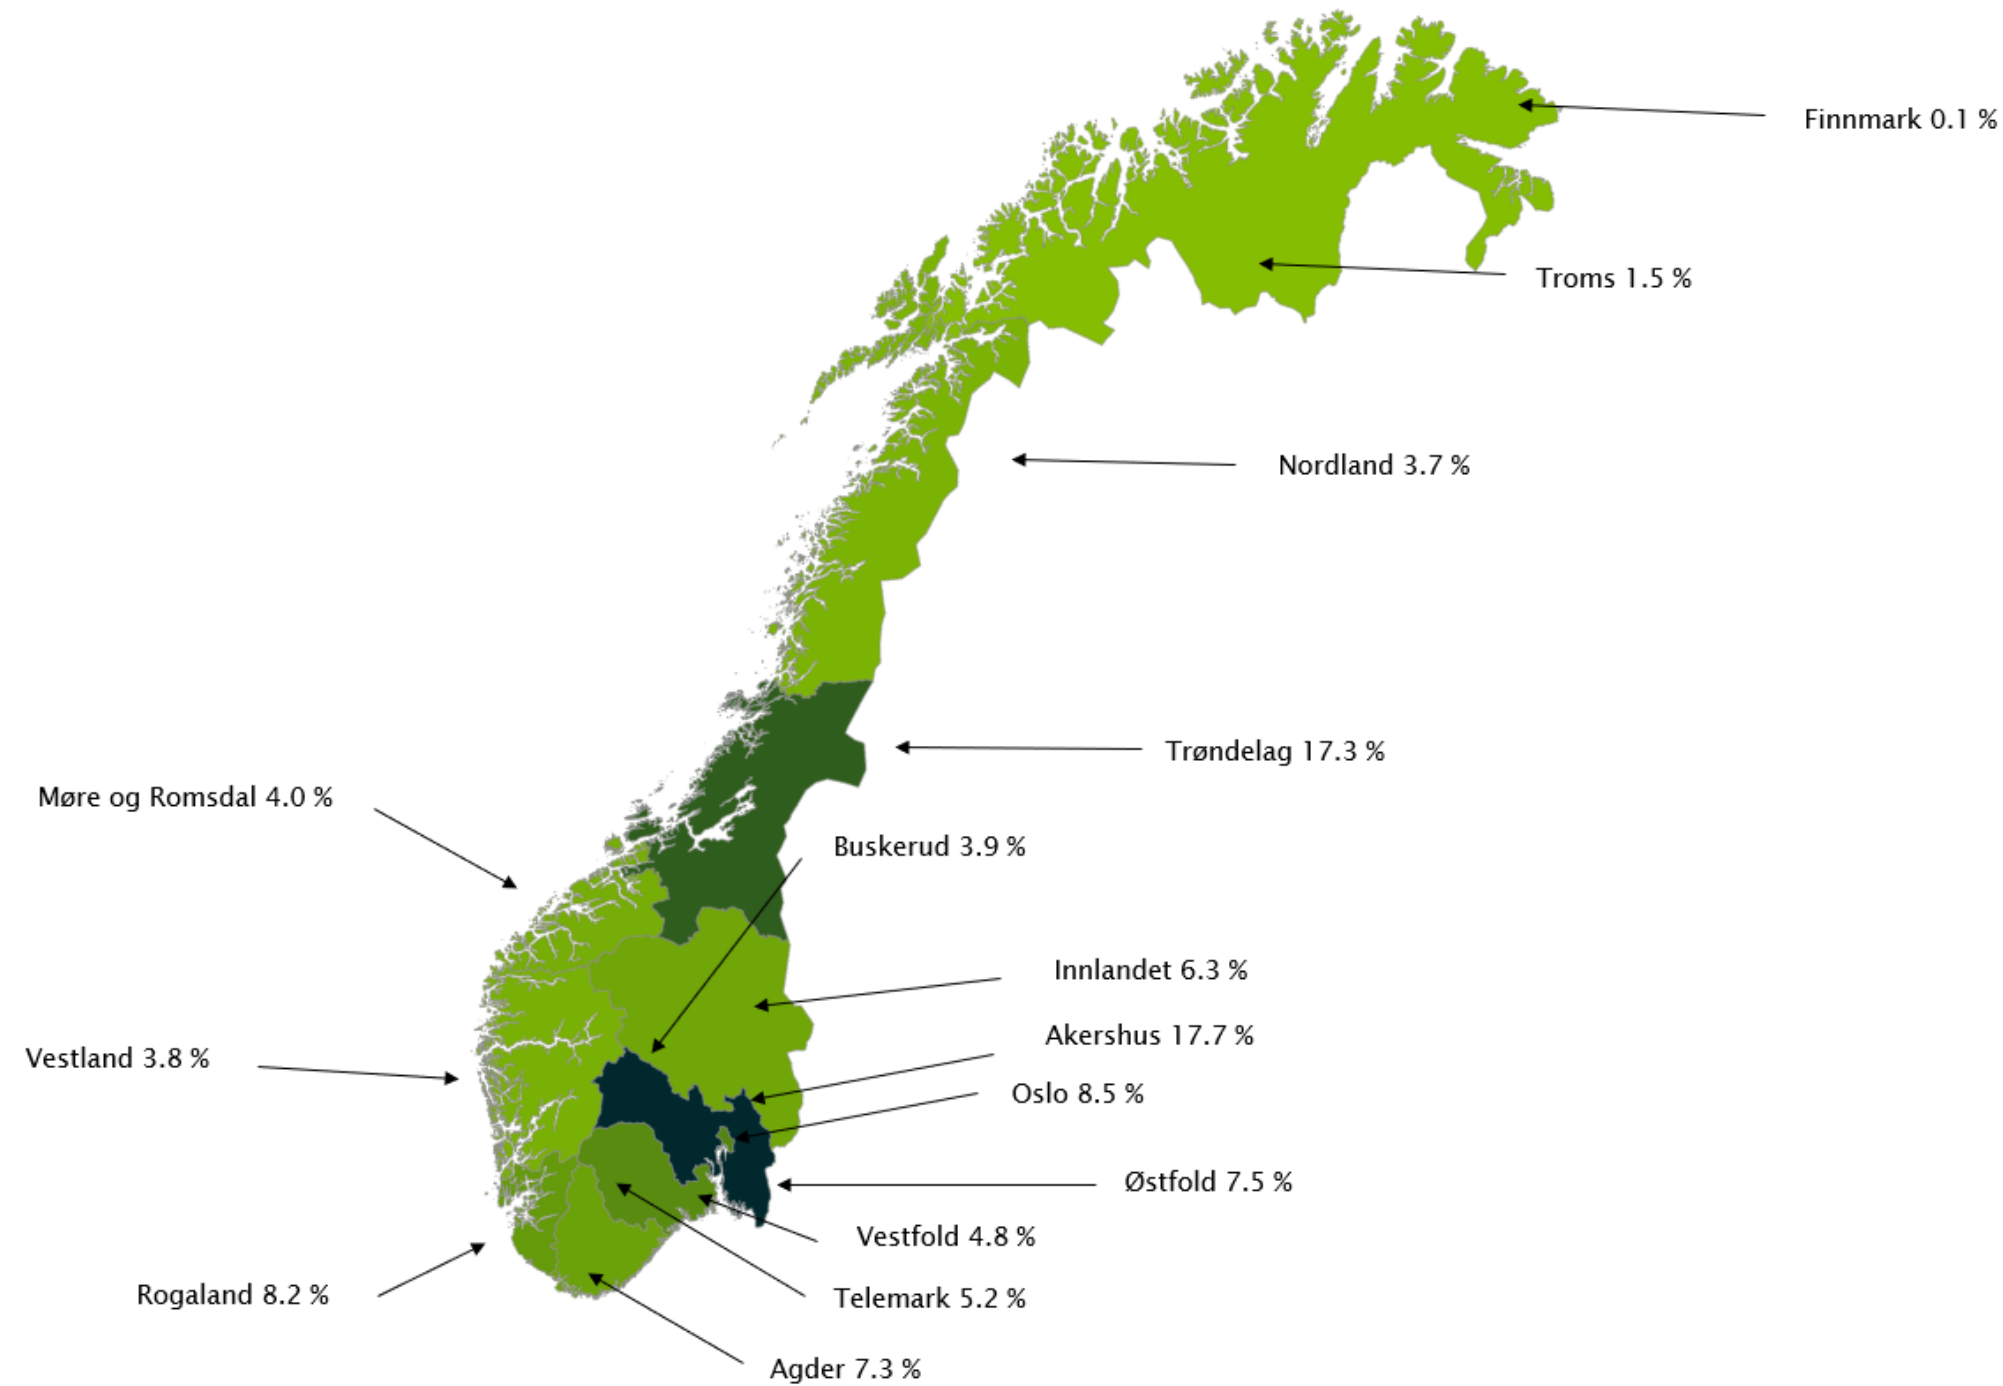 Finnmark 0.1 %
Troms 1.5 %
Nordland 3.7 %
Trøndelag 17.3 %
Møre og Romsdal 4.0 %
Buskerud 3.9 %
Innlandet 6.3 %
Akershus 17.7 %
Vestland 3.8 %
Oslo 8.5 %
Østfold 7.5 %
Vestfold 4.8 %
Rogaland 8.2 %
Telemark 5.2 %
Agder 7.3 %